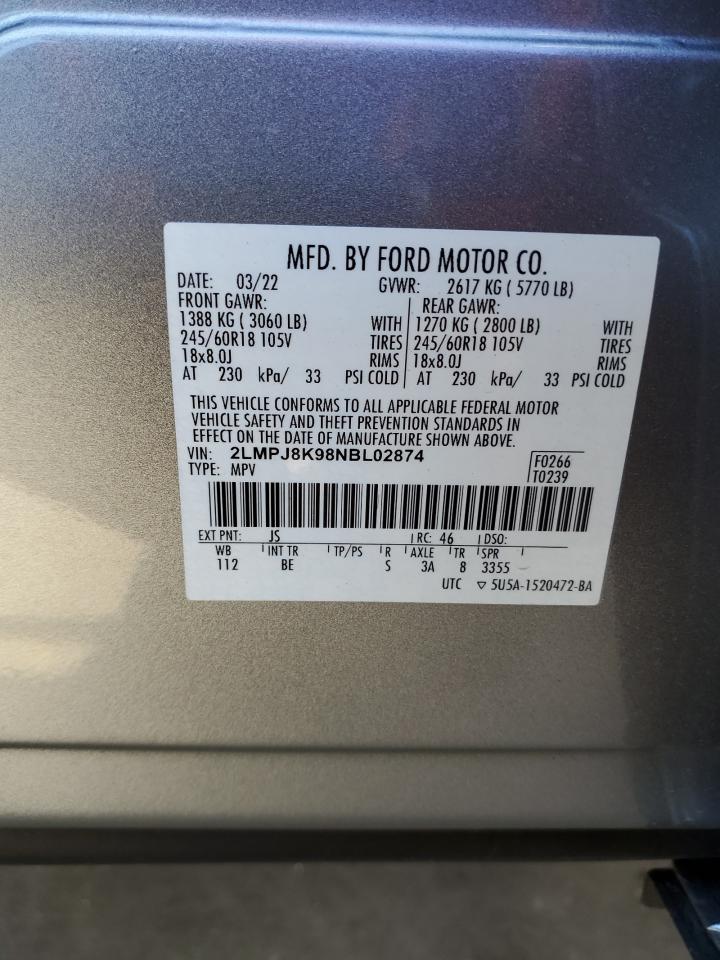 MFD. BY FORD MOTOR CO.
DATE: 03/22 GVWR: 2617 KG ( 5770 LB)
FRONT GAWR: REAR GAWR:
1388 KG ( 3060 LB) WITH 1270 KG ( 2800 LB) WITH
245/60R18 105V TIRES 245/60R18 105V TIRES
18x8.0J RIMS 18x8.0J RIMS
AT 230 kPa/ 33 PSI COLD AT 230 kPa/ 33 PSI COLD
THIS VEHICLE CONFORMS TO ALL APPLICABLE FEDERAL MOTOR
VEHICLE SAFETY AND THEFT PREVENTION STANDARDS IN
EFFECT ON THE DATE OF MANUFACTURE SHOWN ABOVE.
VIN: 2LMPJ8K98NBL02874 F0266
TYPE: MPV T0239
EXT PNT: JS RC: 46 DSO:
WB INT TR TP/PS R AXLE TR SPR
112 BE S 3A 8 3355
UTC ▽ 5U5A-1520472-BA